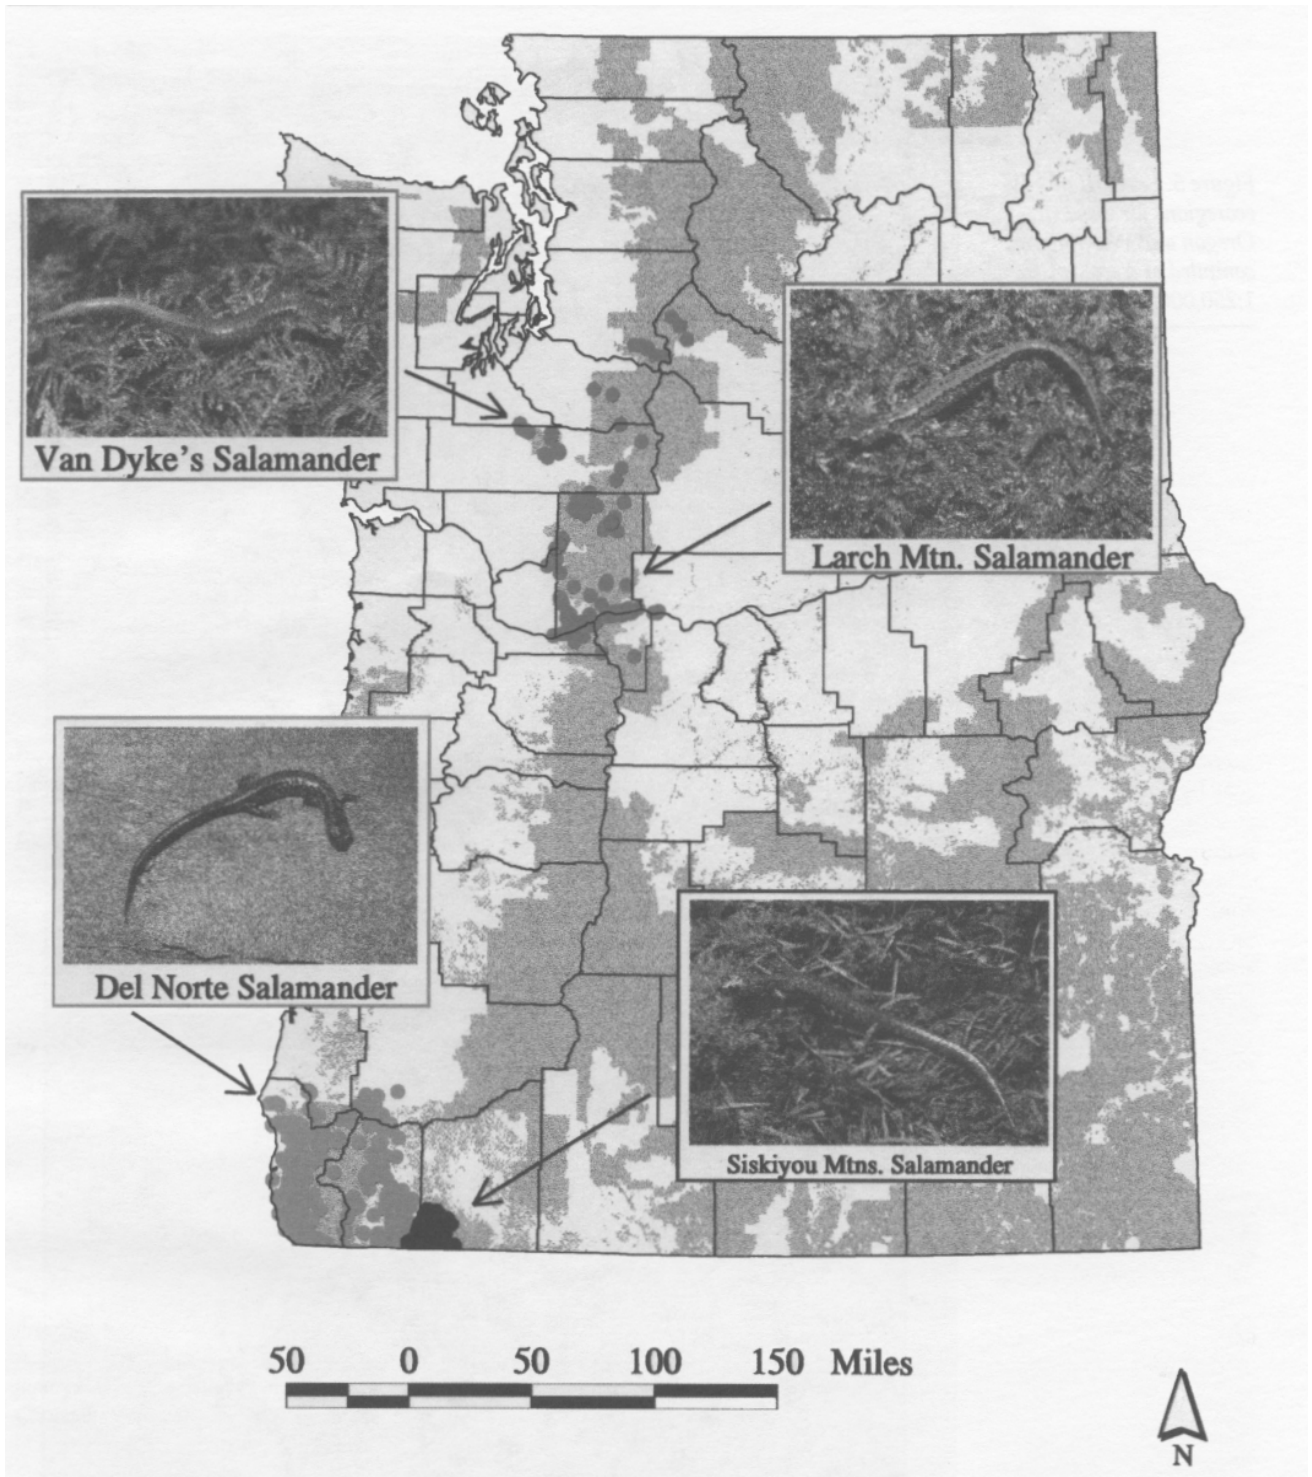 Van Dyke's Salamander
Larch Mtn. Salamander
Del Norte Salamander
Siskiyou Mtns. Salamander
50 0 50 100 150 Miles
N